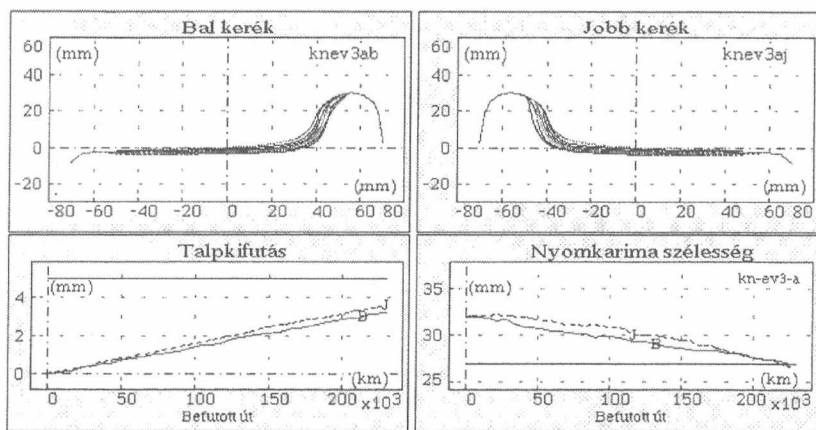 Bal kerék
60
(mm)
knev3ab
40
20
0
-20
(mm)
-80 -60 -40 -20 0 20 40 60 80
Jobb kerék
60
(mm)
knev3aj
40
20
0
-20
(mm)
-80 -60 -40 -20 0 20 40 60 80
Talpkifutás
(mm)
4
J
B
2
0
(km)
0 50 100 150 200 x10³
Befutott út
Nyomkarima szélesség
kn-ev3-a
35
(mm)
J
B
30
25
(km)
0 50 100 150 200 x10³
Befutott út